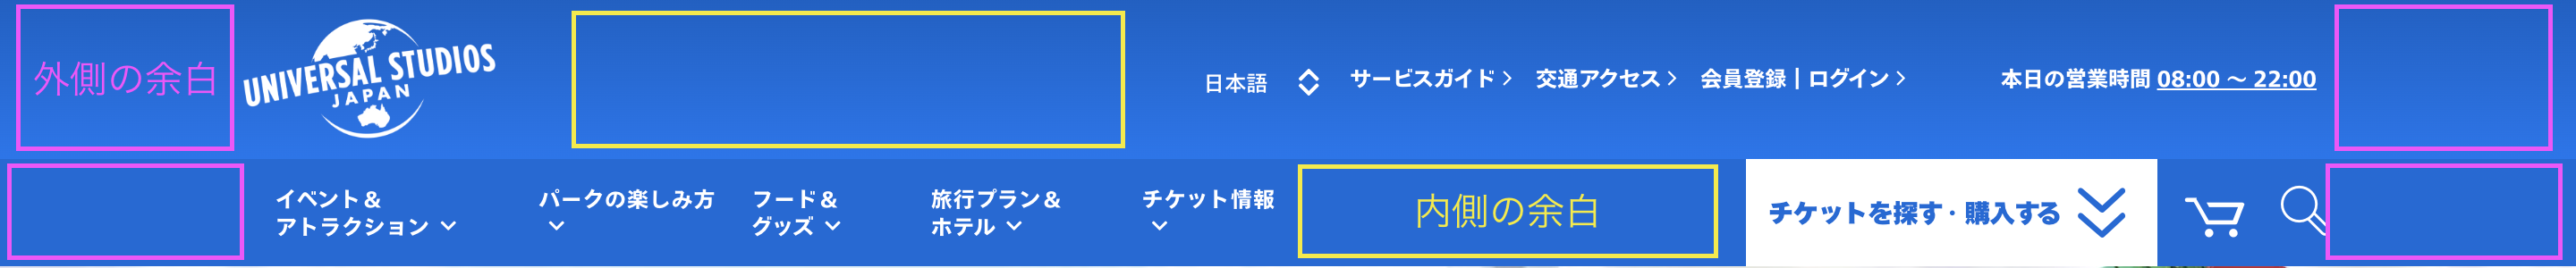 外側の余白
UNIVERSAL STUDIOS
JAPAN
日本語
サービスガイド
交通アクセス
会員登録 | ログイン
本日の営業時間 08:00 ～ 22:00
イベント＆
アトラクション
パークの楽しみ方
フード＆
グッズ
旅行プラン＆
ホテル
チケット情報
内側の余白
チケットを探す・購入する